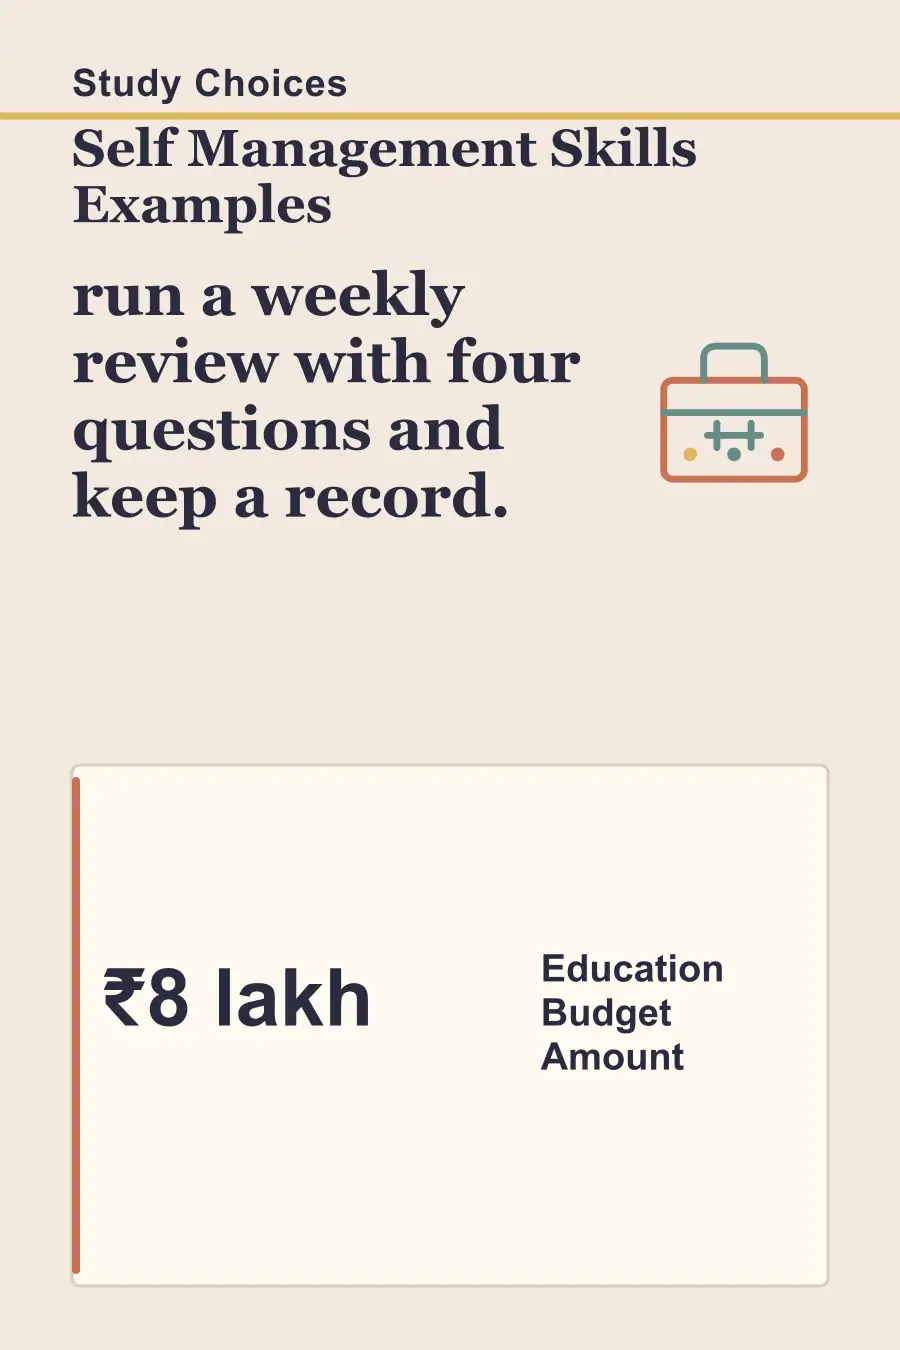 Study Choices
Self Management Skills
Examples
run a weekly
review with four
questions and
keep a record.
₹8 lakh
Education
Budget
Amount